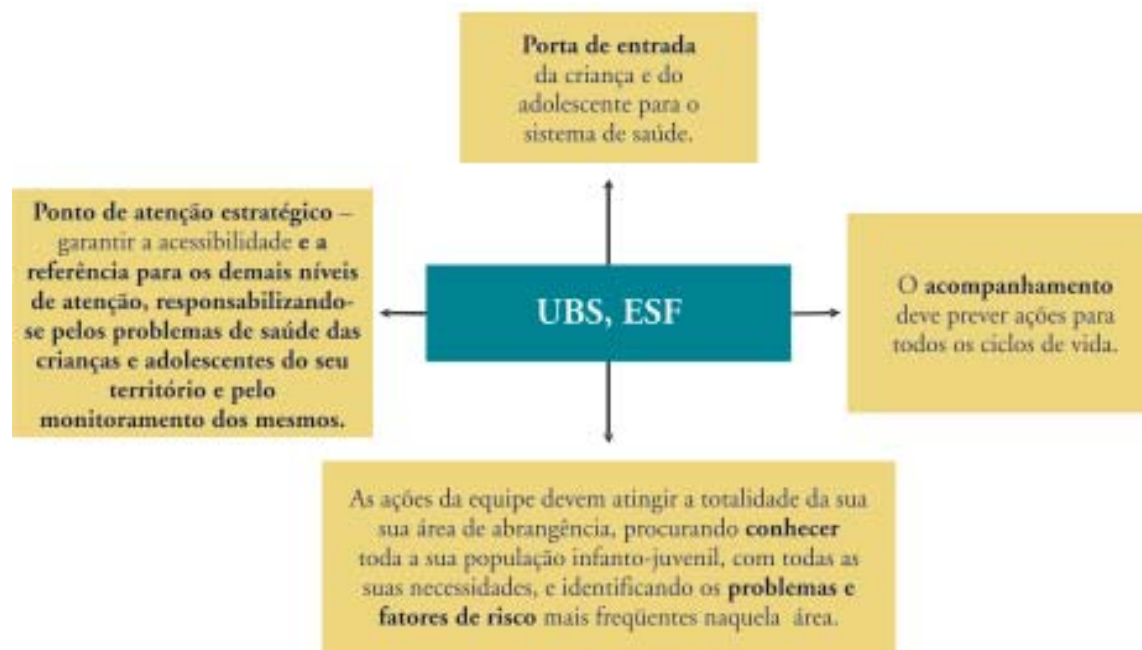 Porta de entrada
da criança e do
adolescente para o
sistema de saúde.
Ponto de atenção estratégico –
garantir a acessibilidade e a
referência para os demais níveis
de atenção, responsabilizando-
se pelos problemas de saúde das
crianças e adolescentes do seu
território e pelo
monitoramento dos mesmos.
UBS, ESF
O acompanhamento
deve prever ações para
todos os ciclos de vida.
As ações da equipe devem atingir a totalidade da sua
sua área de abrangência, procurando conhecer
toda a sua população infanto-juvenil, com todas as
suas necessidades, e identificando os problemas e
fatores de risco mais freqüentes naquela área.